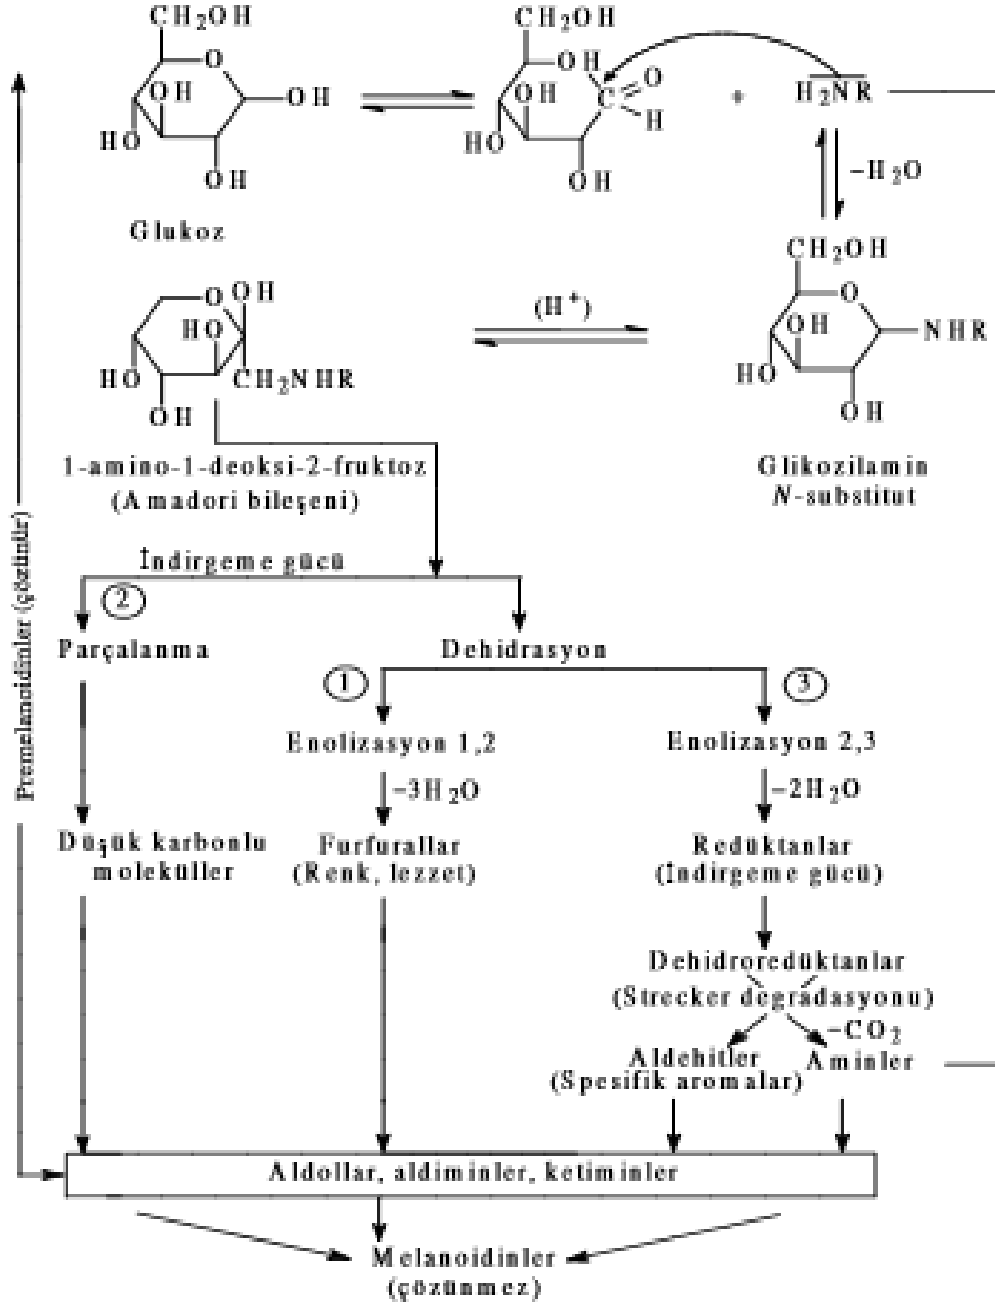 CH2OH
O
OH
OH
HO
OH
Glukoz
CH2OH
OH
O
OH
C
H
HO
OH
+
H2NR
−H2O
CH2OH
O
OH
NHR
HO
OH
Glikozilamin
N-substitut
(H+)
O
OH
HO
HO
CH2NHR
OH
1-amino-1-deoksi-2-fruktoz
(Amadori bileşeni)
Premelanoidinler (çözünür)
İndirgeme gücü
2
Parçalanma
Dehidrasyon
1
3
Enolizasyon 1,2
Enolizasyon 2,3
−3H2O
−2H2O
Düşük karbonlu
moleküller
Furfurallar
(Renk, lezzet)
Redüktanlar
(İndirgeme gücü)
Dehidroredüktanlar
(Strecker degradasyonu)
−CO2
Aldehitler
(Spesifik aromalar)
Aminler
Aldollar, aldiminler, ketiminler
Melanoidinler
(çözünmez)